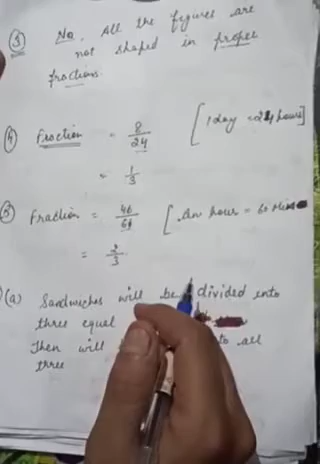 ③ No. All the figures are
not shaped in proper
fractions.
④ Fraction = 8/24 [1 day = 24 hours]
= 1/3
⑤ Fraction = 40/60 [An hour = 60 min
= 2/3
(a) Sandwiches will be divided into
three equal
Then will to all
three